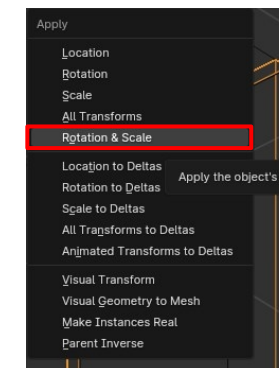 Apply
Location
Rotation
Scale
All Transforms
Rotation & Scale
Location to Deltas
Apply the object's
Rotation to Deltas
Scale to Deltas
All Transforms to Deltas
Animated Transforms to Deltas
Visual Transform
Visual Geometry to Mesh
Make Instances Real
Parent Inverse